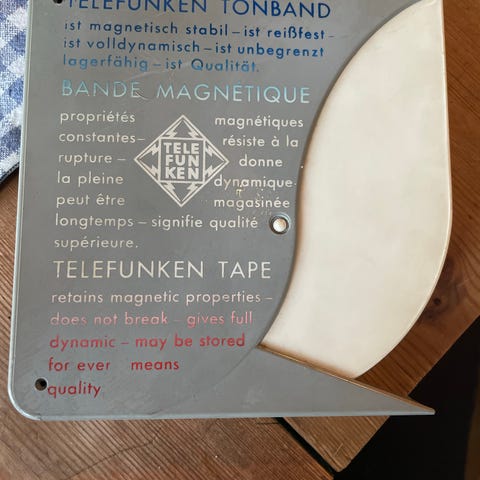 TELEFUNKEN TONBAND
ist magnetisch stabil – ist reißfest –
ist volldynamisch – ist unbegrenzt
lagerfähig – ist Qualität.
BANDE MAGNÉTIQUE
propriétés magnétiques
constantes – résiste à la
rupture – donne
la pleine dynamique –
peut être magasinée
longtemps – signifie qualité
supérieure.
TELE
FUN
KEN
TELEFUNKEN TAPE
retains magnetic properties –
does not break – gives full
dynamic – may be stored
for ever means
quality